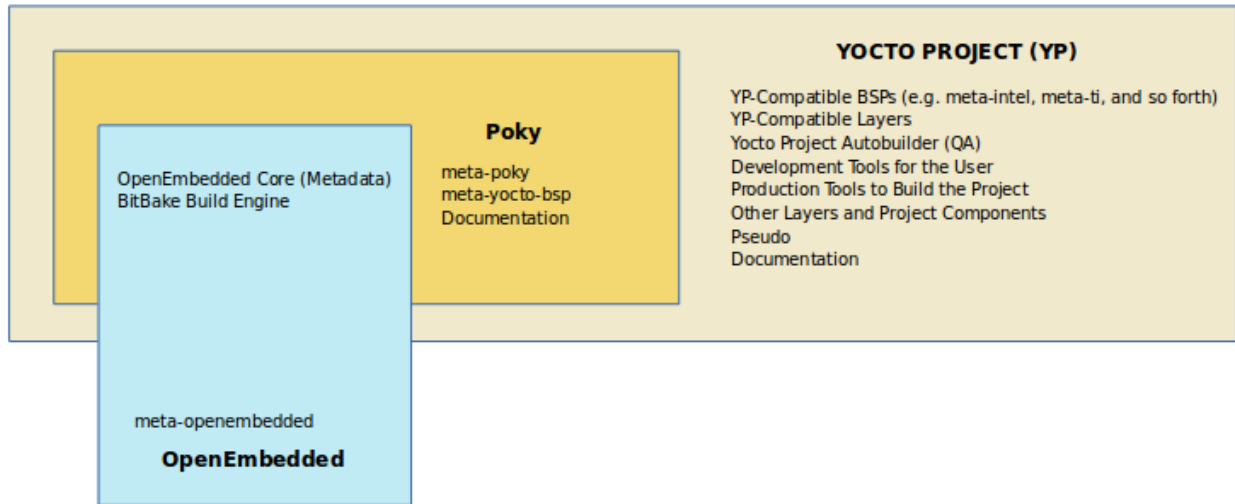 YOCTO PROJECT (YP)
YP-Compatible BSPs (e.g. meta-intel, meta-ti, and so forth)
YP-Compatible Layers
Yocto Project Autobuilder (QA)
Development Tools for the User
Production Tools to Build the Project
Other Layers and Project Components
Pseudo
Documentation
Poky
meta-poky
meta-yocto-bsp
Documentation
OpenEmbedded Core (Metadata)
BitBake Build Engine
meta-openembedded
OpenEmbedded